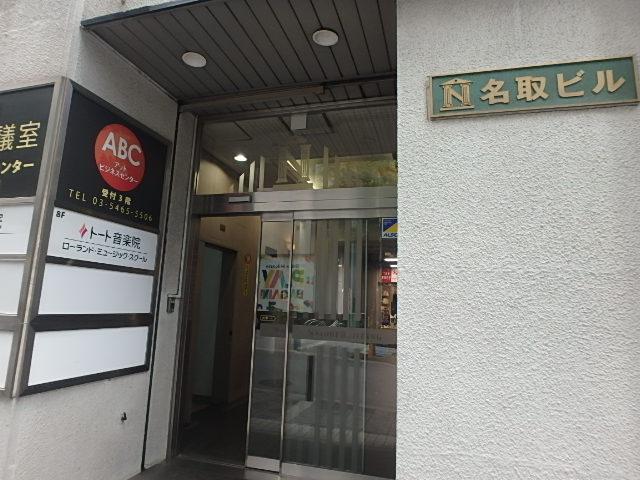 議室
ンター
ABC
アット
ビジネスセンター
受付3階
TEL 03-5465-5506
8F
トート音楽院
ローランド・ミュージック・スクール
N 名取ビル